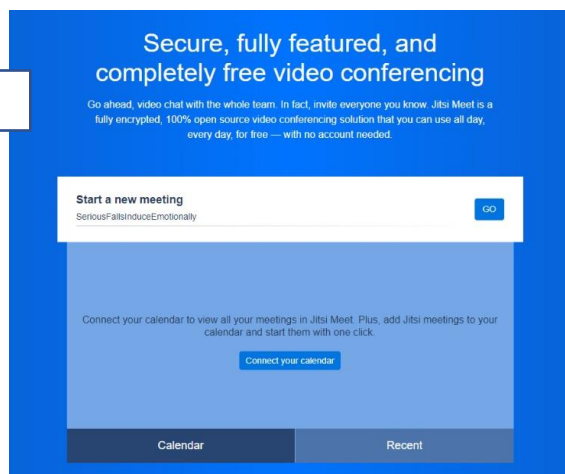 Secure, fully featured, and
completely free video conferencing
Go ahead, video chat with the whole team. In fact, invite everyone you know. Jitsi Meet is a
fully encrypted, 100% open source video conferencing solution that you can use all day,
every day, for free — with no account needed.
Start a new meeting
SeriousFallsInduceEmotionally
GO
Connect your calendar to view all your meetings in Jitsi Meet. Plus, add Jitsi meetings to your
calendar and start them with one click.
Connect your calendar
Calendar
Recent